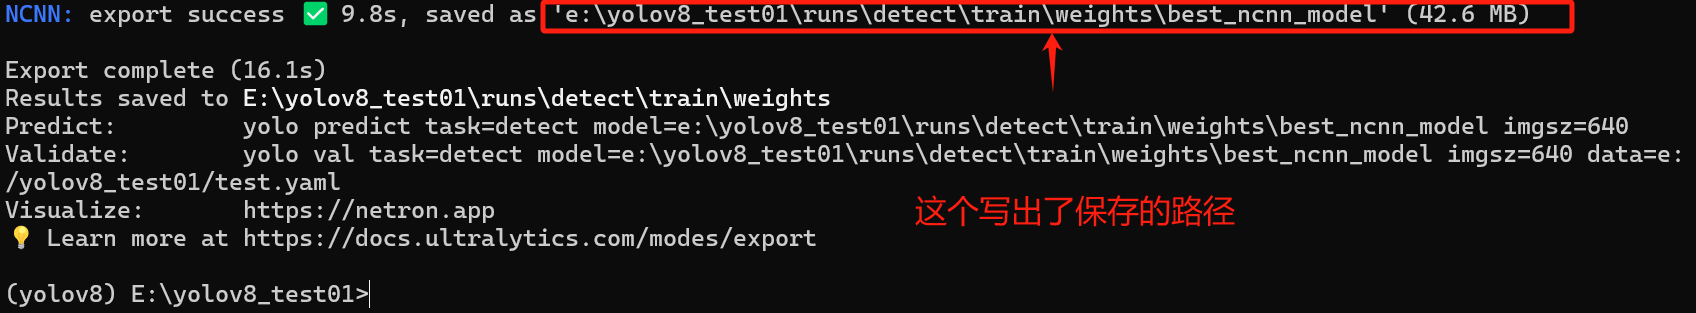 NCNN: export success ✅ 9.8s, saved as 'e:\yolov8_test01\runs\detect\train\weights\best_ncnn_model' (42.6 MB)
Export complete (16.1s)
Results saved to E:\yolov8_test01\runs\detect\train\weights
Predict:         yolo predict task=detect model=e:\yolov8_test01\runs\detect\train\weights\best_ncnn_model imgsz=640
Validate:        yolo val task=detect model=e:\yolov8_test01\runs\detect\train\weights\best_ncnn_model imgsz=640 data=e:
/yolov8_test01/test.yaml
Visualize:       https://netron.app
这个写出了保存的路径
💡 Learn more at https://docs.ultralytics.com/modes/export
(yolov8) E:\yolov8_test01>